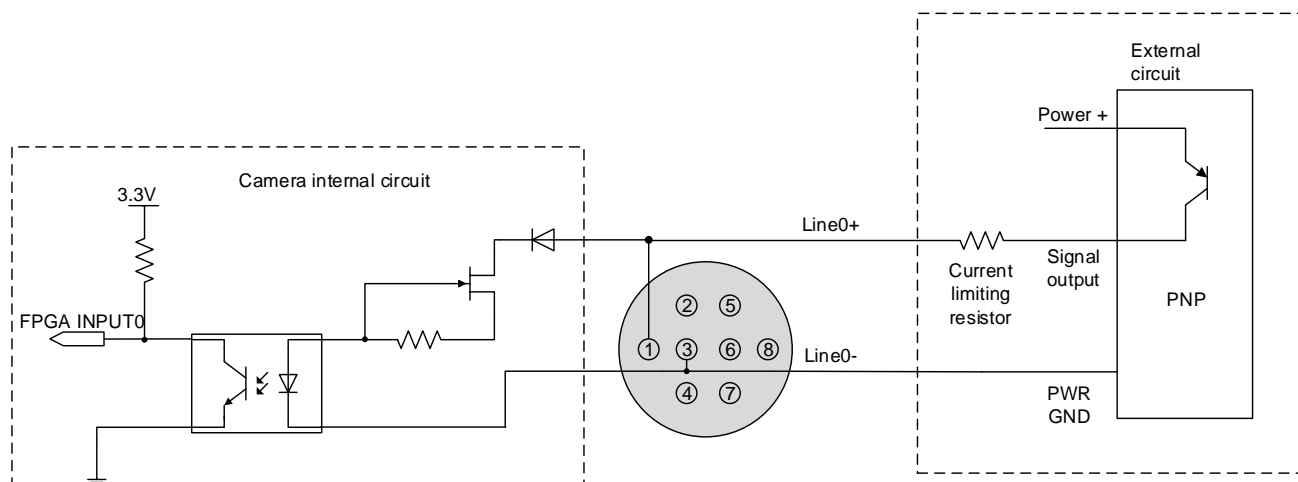 External
circuit
Power +
Camera internal circuit
3.3V
Line0+
Signal
output
Current
limiting
resistor
PNP
FPGA INPUT0
2
5
1
3
6
8
4
7
Line0-
PWR
GND